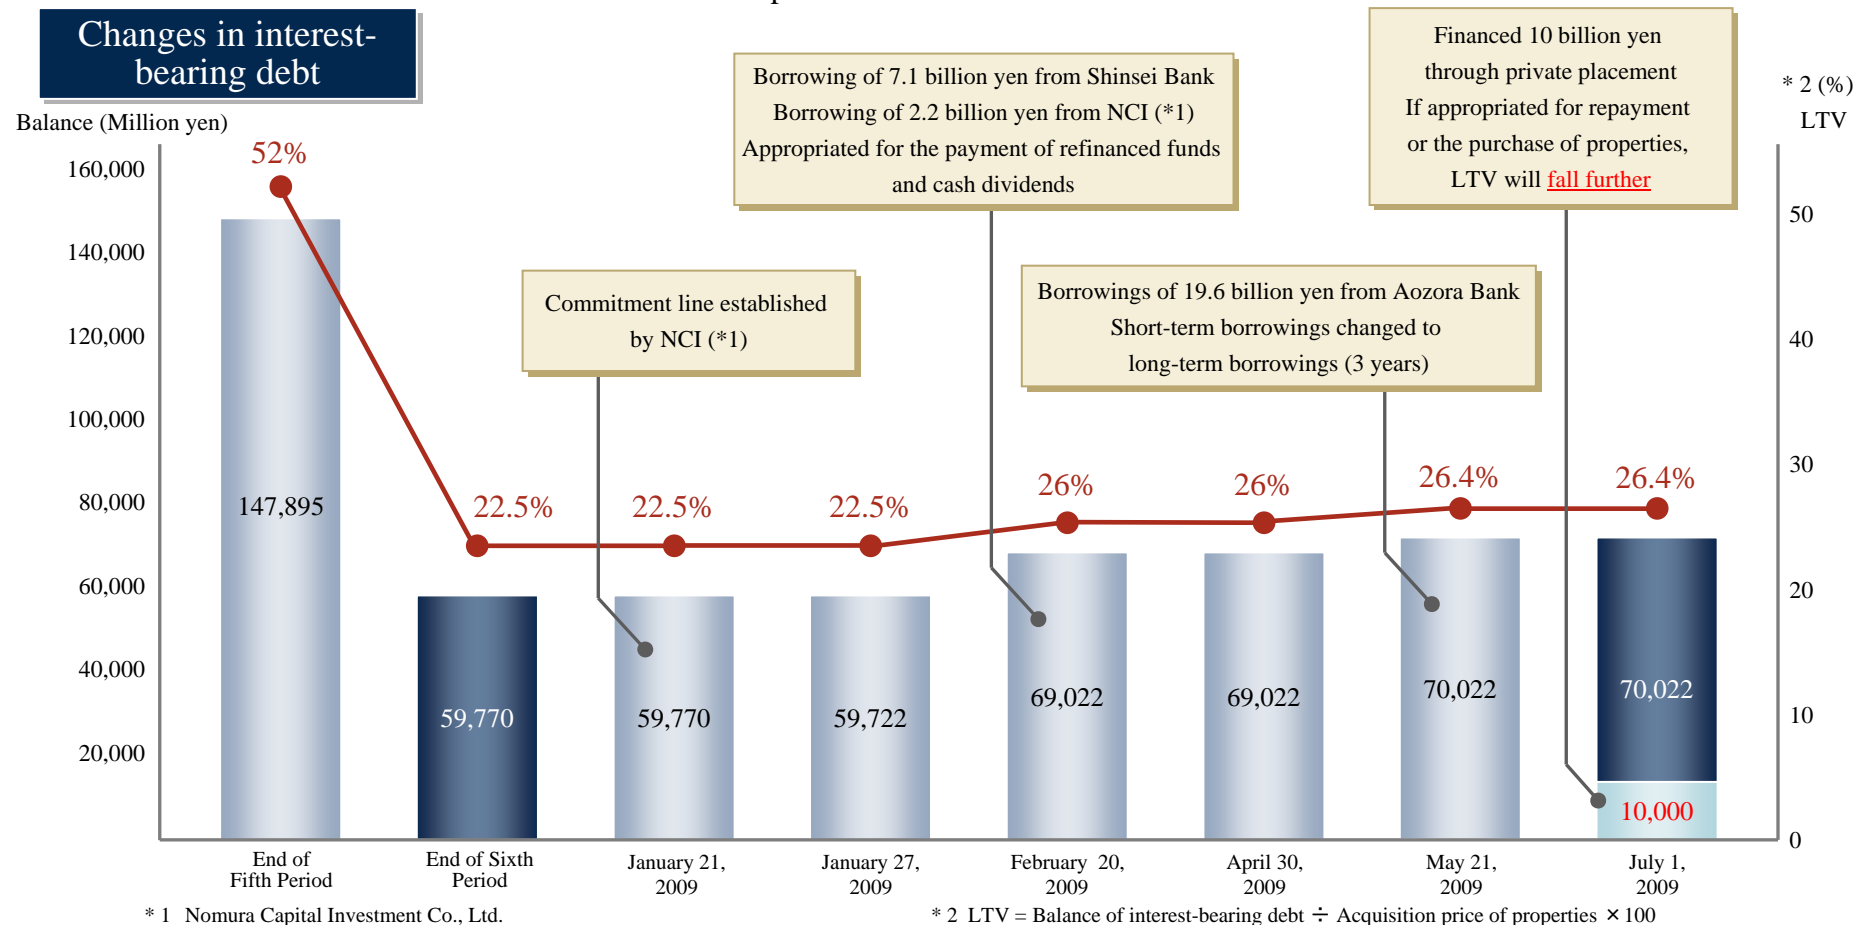 Changes in interest-
bearing debt
Balance (Million yen)
* 2 (%)
LTV
160,000
140,000
120,000
100,000
80,000
60,000
40,000
20,000
50
40
30
20
10
0
Commitment line established
by NCI (*1)
Borrowing of 7.1 billion yen from Shinsei Bank
Borrowing of 2.2 billion yen from NCI (*1)
Appropriated for the payment of refinanced funds
and cash dividends
Borrowings of 19.6 billion yen from Aozora Bank
Short-term borrowings changed to
long-term borrowings (3 years)
Financed 10 billion yen
through private placement
If appropriated for repayment
or the purchase of properties,
LTV will fall further
52%
22.5%
22.5%
22.5%
26%
26%
26.4%
26.4%
147,895
59,770
59,770
59,722
69,022
69,022
70,022
70,022
10,000
End of
Fifth Period
End of Sixth
Period
January 21,
2009
January 27,
2009
February 20,
2009
April 30,
2009
May 21,
2009
July 1,
2009
* 1 Nomura Capital Investment Co., Ltd.
* 2 LTV = Balance of interest-bearing debt ÷ Acquisition price of properties × 100